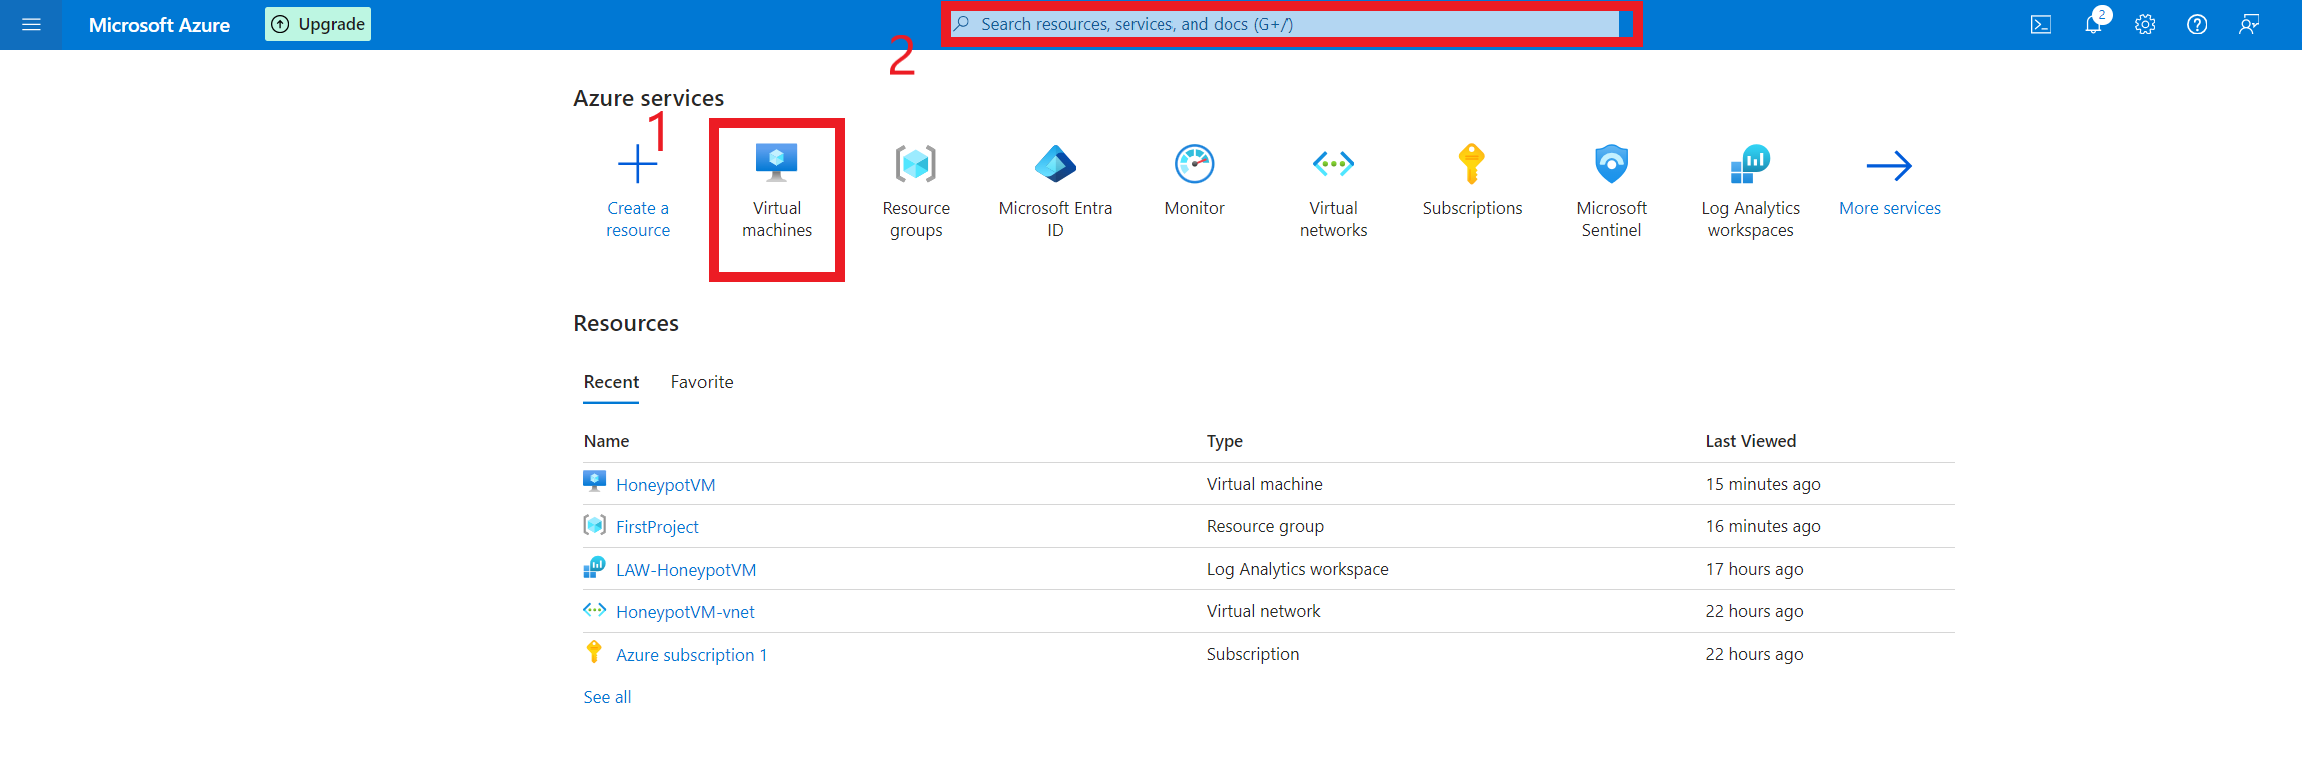 Microsoft Azure Upgrade Search resources, services, and docs (G+/) 2
2
Azure services
1
Create a resource
Virtual machines
Resource groups
Microsoft Entra ID
Monitor
Virtual networks
Subscriptions
Microsoft Sentinel
Log Analytics workspaces
More services
Resources
Recent Favorite
Name Type Last Viewed
HoneypotVM Virtual machine 15 minutes ago
FirstProject Resource group 16 minutes ago
LAW-HoneypotVM Log Analytics workspace 17 hours ago
HoneypotVM-vnet Virtual network 22 hours ago
Azure subscription 1 Subscription 22 hours ago
See all